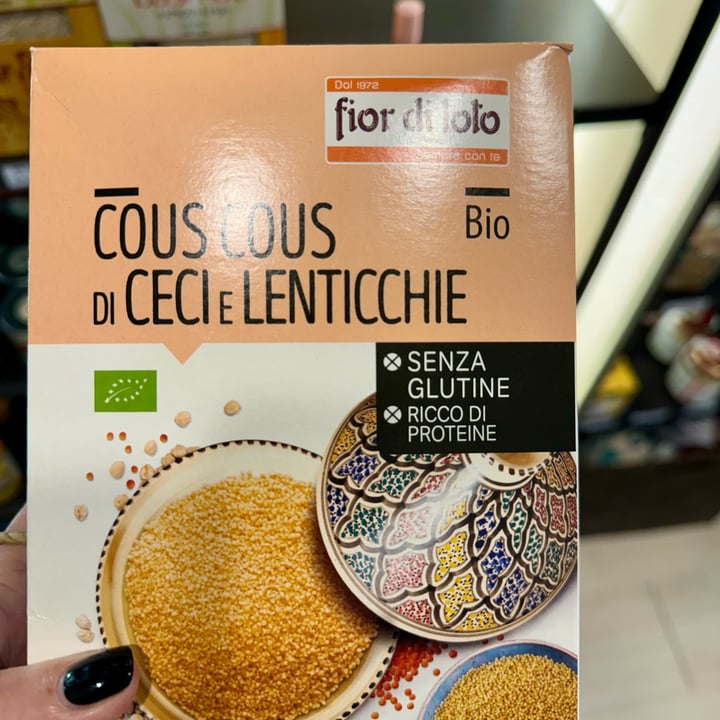 Dal 1972
fior di loto
sempre con te
COUS COUS
Bio
DI CECI E LENTICCHIE
SENZA
GLUTINE
RICCO DI
PROTEINE